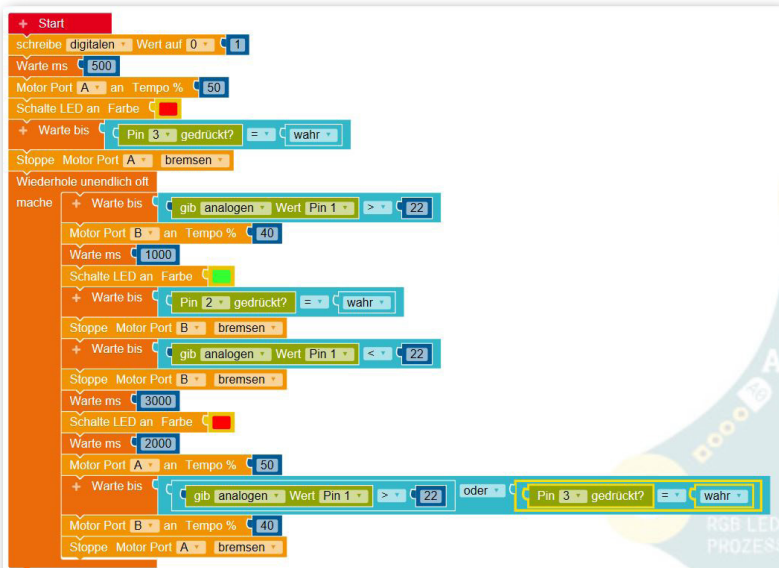 + Start
schreibe digitalen Wert auf 0 1
Warte ms 500
Motor Port A an Tempo % 50
Schalte LED an Farbe
+ Warte bis Pin 3 gedrückt? = wahr
Stoppe Motor Port A bremsen
Wiederhole unendlich oft
mache + Warte bis gib analogen Wert Pin 1 > 22
Motor Port B an Tempo % 40
Warte ms 1000
Schalte LED an Farbe
+ Warte bis Pin 2 gedrückt? = wahr
Stoppe Motor Port B bremsen
+ Warte bis gib analogen Wert Pin 1 < 22
Stoppe Motor Port B bremsen
Warte ms 3000
Schalte LED an Farbe
Warte ms 2000
Motor Port A an Tempo % 50
+ Warte bis gib analogen Wert Pin 1 > 22 oder Pin 3 gedrückt? = wahr
Motor Port B an Tempo % 40
Stoppe Motor Port A bremsen
A
AB
RGB LED
PROZES